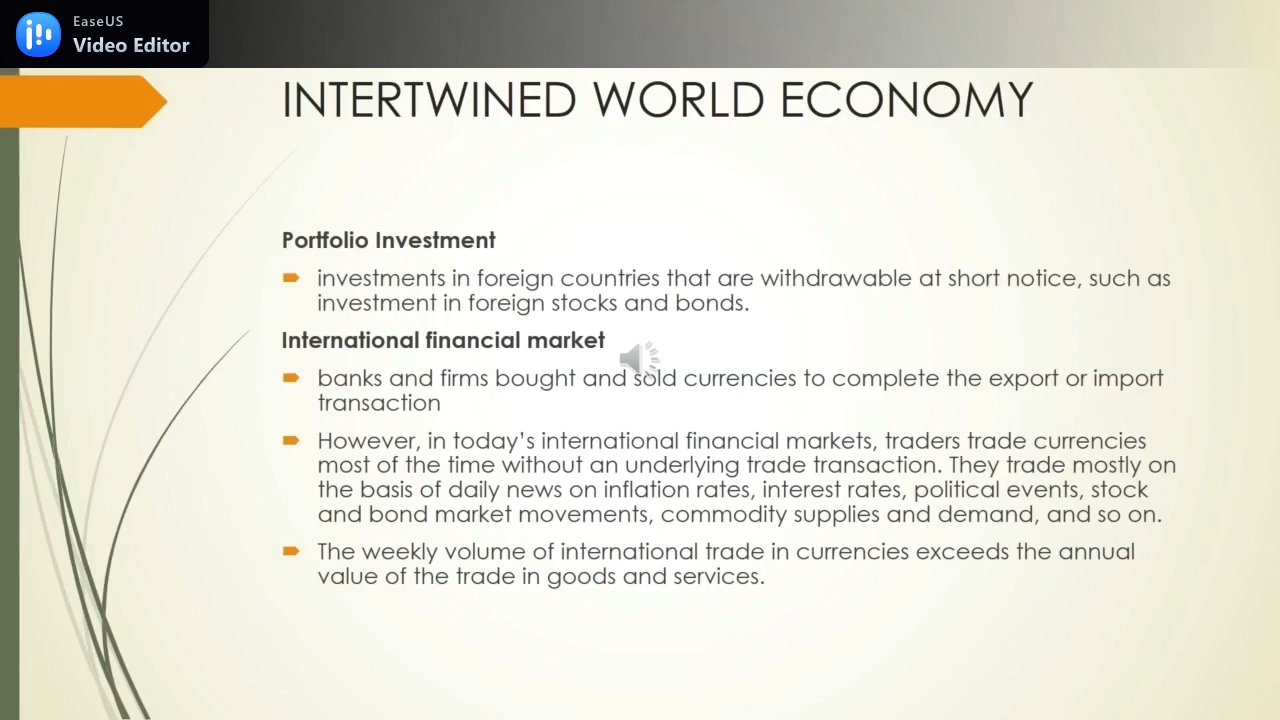 EaseUS
Video Editor
INTERTWINED WORLD ECONOMY
Portfolio Investment
investments in foreign countries that are withdrawable at short notice, such as
investment in foreign stocks and bonds.
International financial market
banks and firms bought and sold currencies to complete the export or import
transaction
However, in today's international financial markets, traders trade currencies
most of the time without an underlying trade transaction. They trade mostly on
the basis of daily news on inflation rates, interest rates, political events, stock
and bond market movements, commodity supplies and demand, and so on.
The weekly volume of international trade in currencies exceeds the annual
value of the trade in goods and services.